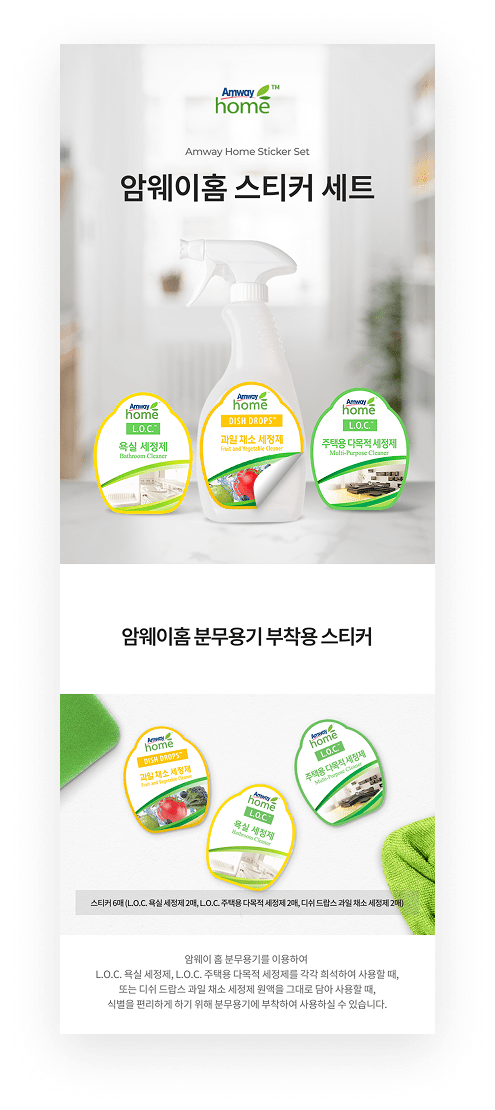 Amway
home™
Amway Home Sticker Set
암웨이홈 스티커 세트
Amway
home
L.O.C.™
욕실 세정제
Bathroom Cleaner
Amway
home
DISH DROPS™
과일 채소 세정제
Fruit and Vegetable Cleaner
Amway
home
L.O.C.™
주택용 다목적 세정제
Multi-Purpose Cleaner
암웨이홈 분무용기 부착용 스티커
Amway
home
DISH DROPS™
과일 채소 세정제
Fruit and Vegetable Cleaner
Amway
home
L.O.C.™
욕실 세정제
Bathroom Cleaner
Amway
home
L.O.C.™
주택용 다목적 세정제
Multi-Purpose Cleaner
스티커 6매 (L.O.C. 욕실 세정제 2매, L.O.C. 주택용 다목적 세정제 2매, 디쉬 드랍스 과일 채소 세정제 2매)
암웨이 홈 분무용기를 이용하여
L.O.C. 욕실 세정제, L.O.C. 주택용 다목적 세정제를 각각 희석하여 사용할 때,
또는 디쉬 드랍스 과일 채소 세정제 원액을 그대로 담아 사용할 때,
식별을 편리하게 하기 위해 분무용기에 부착하여 사용하실 수 있습니다.